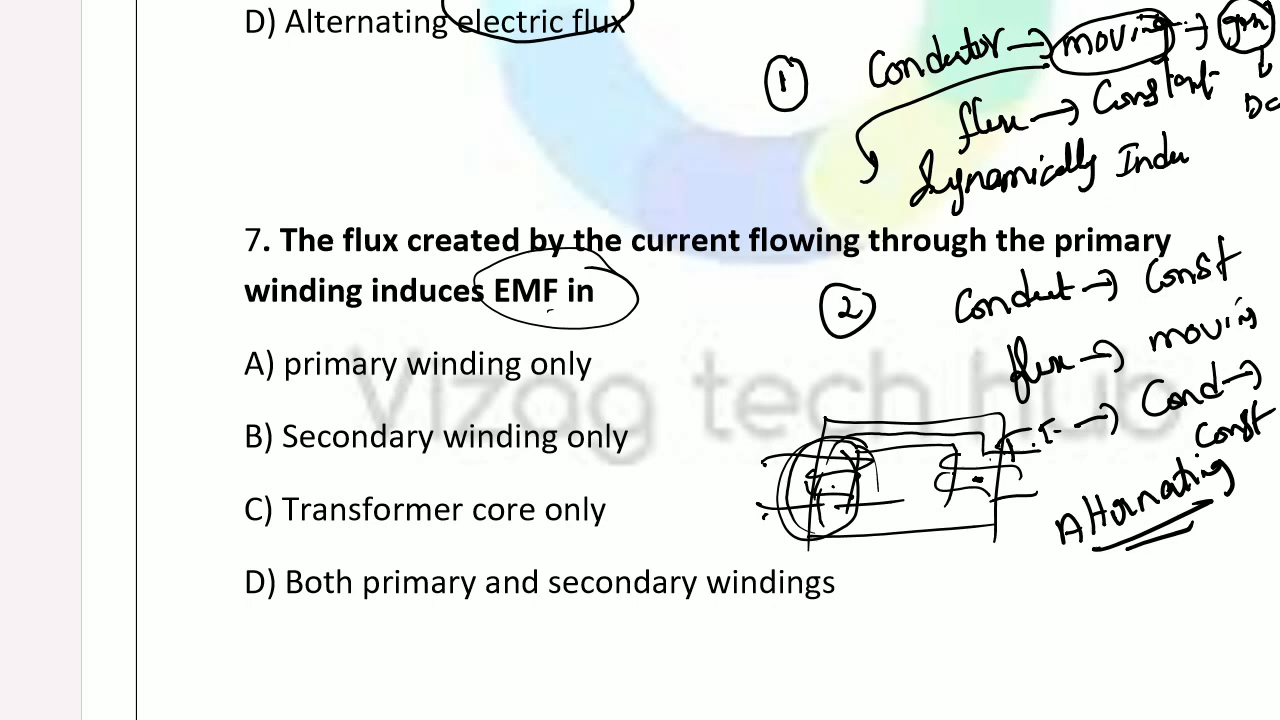 D) Alternating electric flux
1 Conductor → moving → gen
↓
DC
flux → Constant
Dynamically Indu
7. The flux created by the current flowing through the primary
winding induces EMF in
2 Conduct → Const
flux → moving
A) primary winding only
T.F → Cond →
Const
B) Secondary winding only
Alternating
C) Transformer core only
D) Both primary and secondary windings
Vizag tech hub